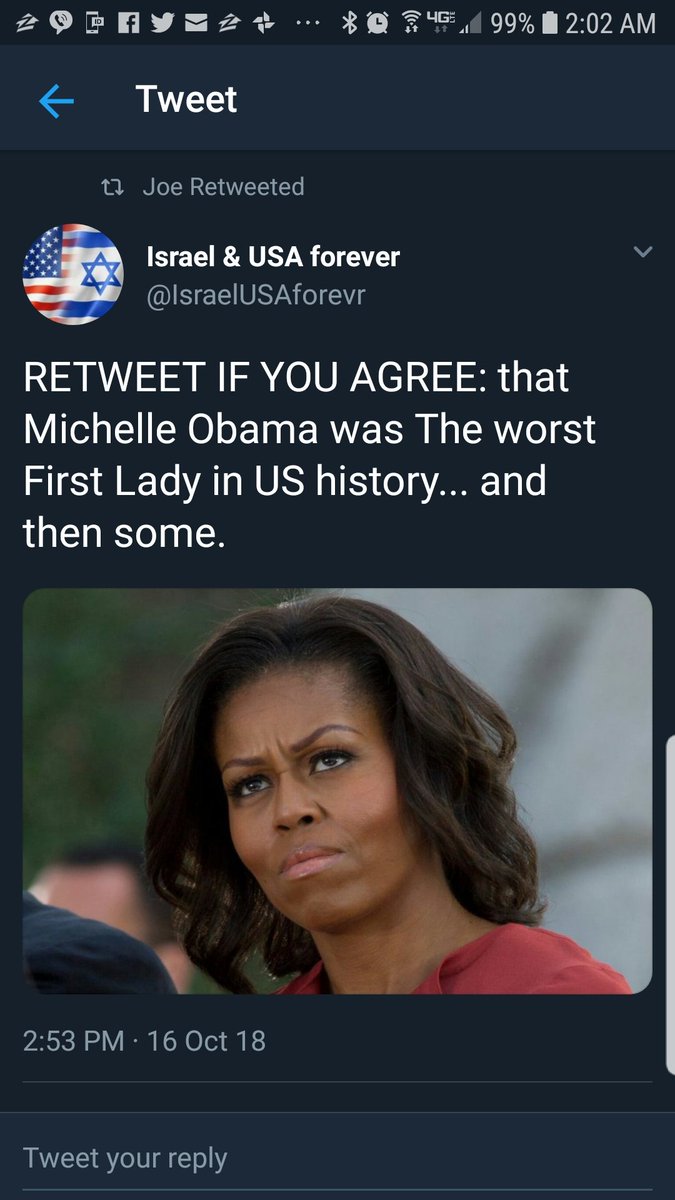 4G 99% 2:02 AM
Tweet
Joe Retweeted
Israel & USA forever
@IsraelUSAforevr
RETWEET IF YOU AGREE: that
Michelle Obama was The worst
First Lady in US history... and
then some.
2:53 PM · 16 Oct 18
Tweet your reply